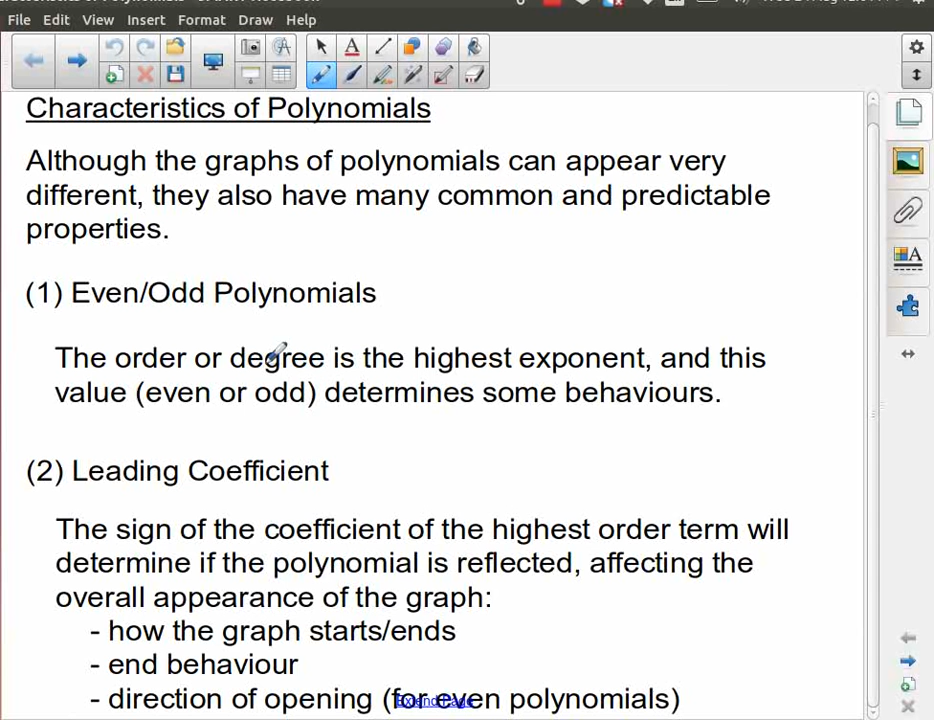 File Edit View Insert Format Draw Help
Characteristics of Polynomials
Although the graphs of polynomials can appear very
different, they also have many common and predictable
properties.
(1) Even/Odd Polynomials
The order or degree is the highest exponent, and this
value (even or odd) determines some behaviours.
(2) Leading Coefficient
The sign of the coefficient of the highest order term will
determine if the polynomial is reflected, affecting the
overall appearance of the graph:
- how the graph starts/ends
- end behaviour
- direction of opening (for even polynomials)
Extend Page